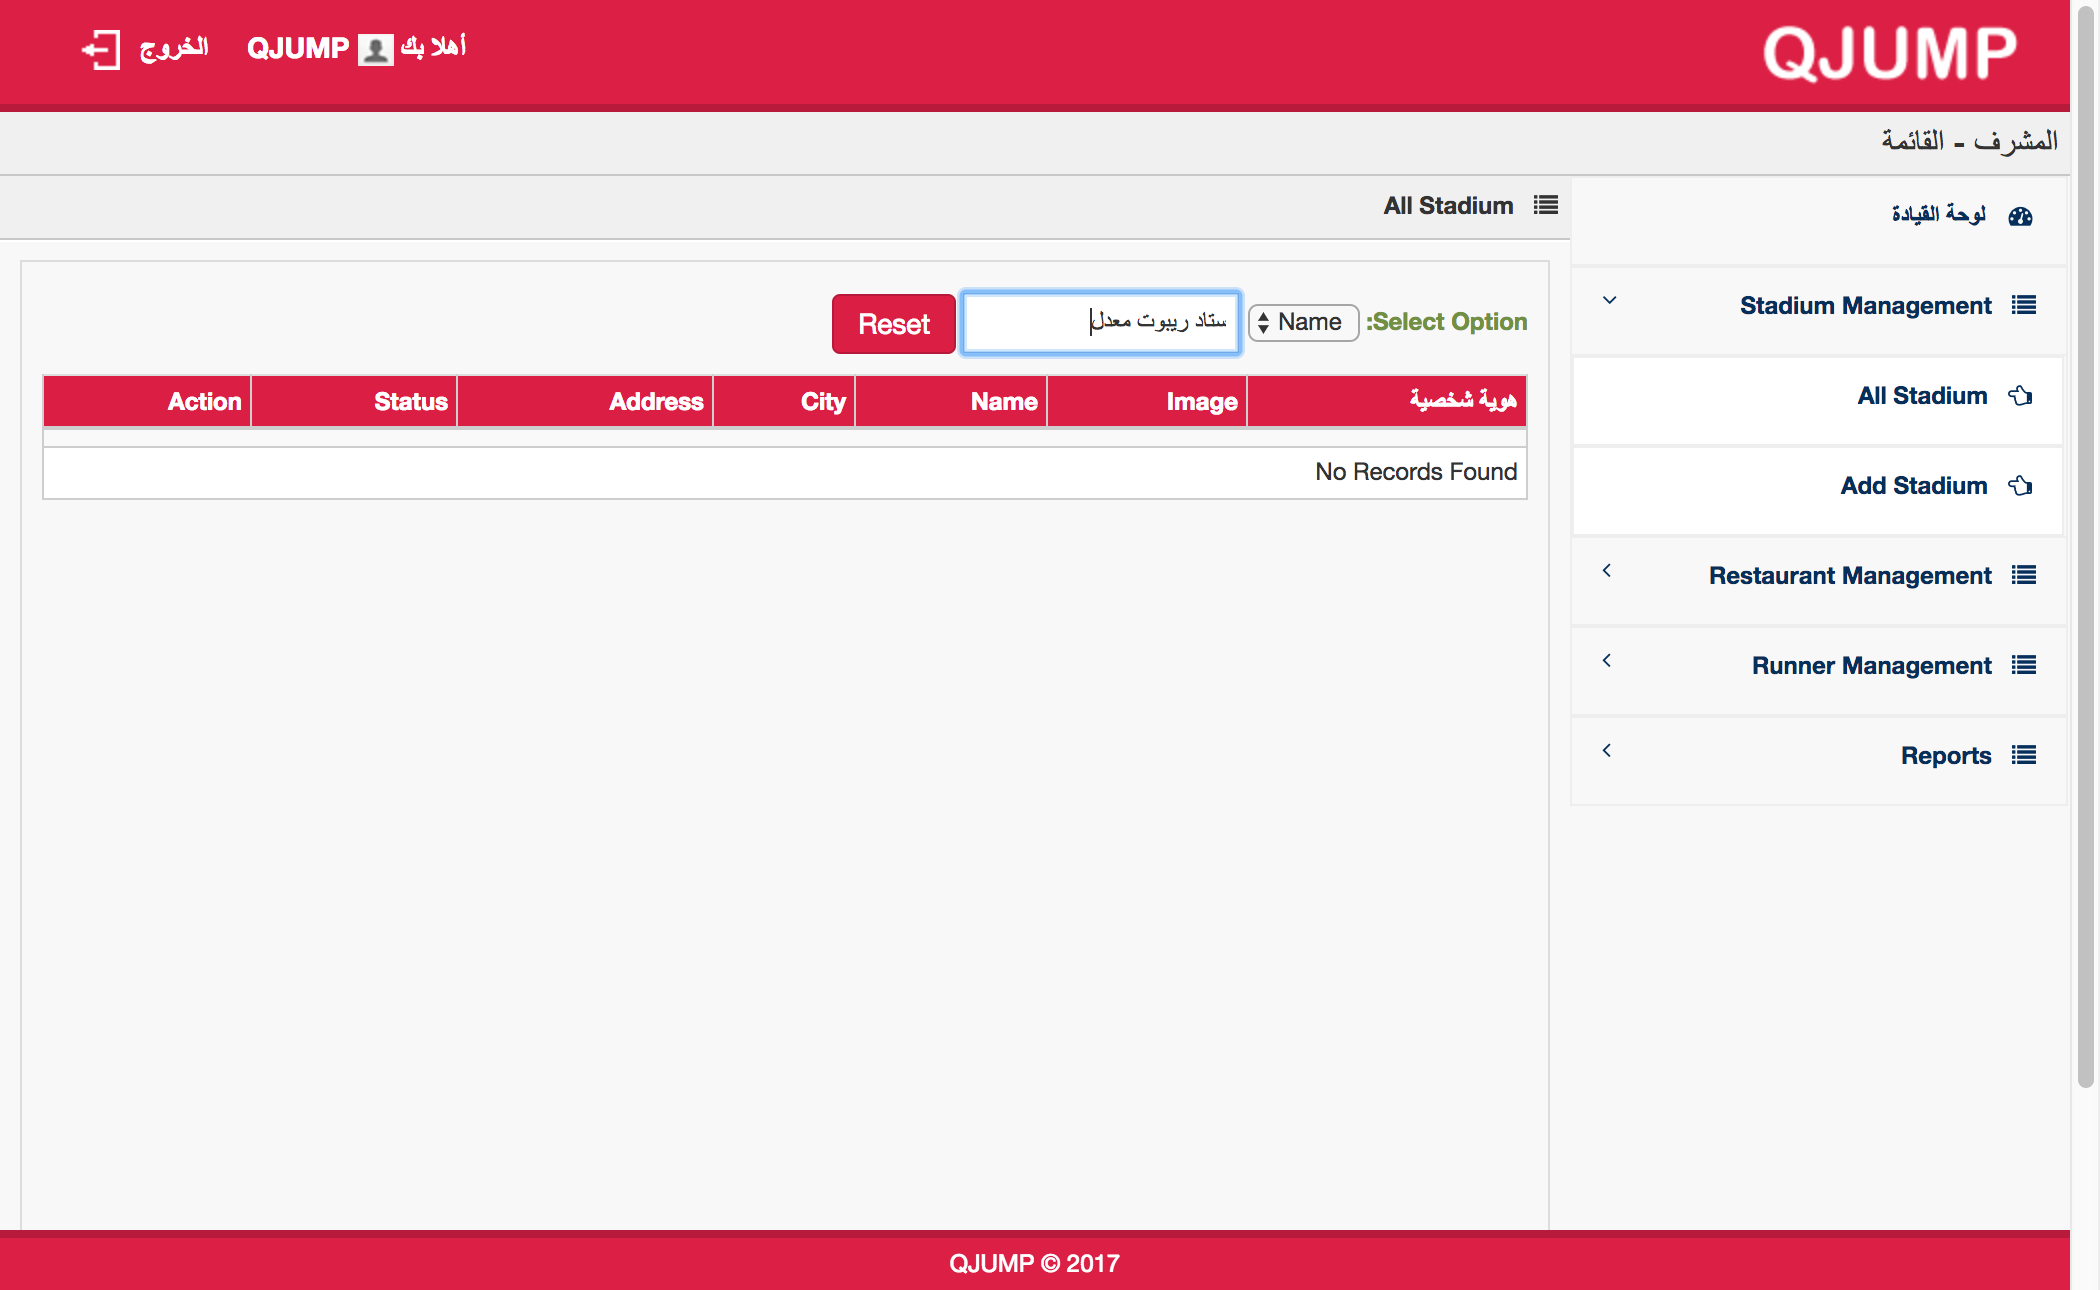 QJUMP
أهلا بك QJUMP
الخروج
المشرف - القائمة
لوحة القيادة
Stadium Management
All Stadium
Add Stadium
Restaurant Management
Runner Management
Reports
All Stadium
Select Option:
Name
ستاد ريبوت معدل
Reset
هوية شخصية
Image
Name
City
Address
Status
Action
No Records Found
QJUMP © 2017